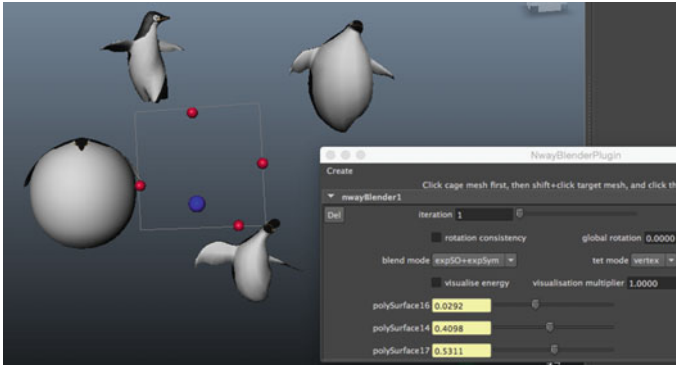 NwayBlenderPlugin
Create
Click cage mesh first, then shift+click target mesh, and click th
nwayBlender1
Del iteration 1
rotation consistency global rotation 0.0000
blend mode expSO+expSym tet mode vertex
visualise energy visualisation multiplier 1.0000
polySurface16 0.0292
polySurface14 0.4098
polySurface17 0.5311